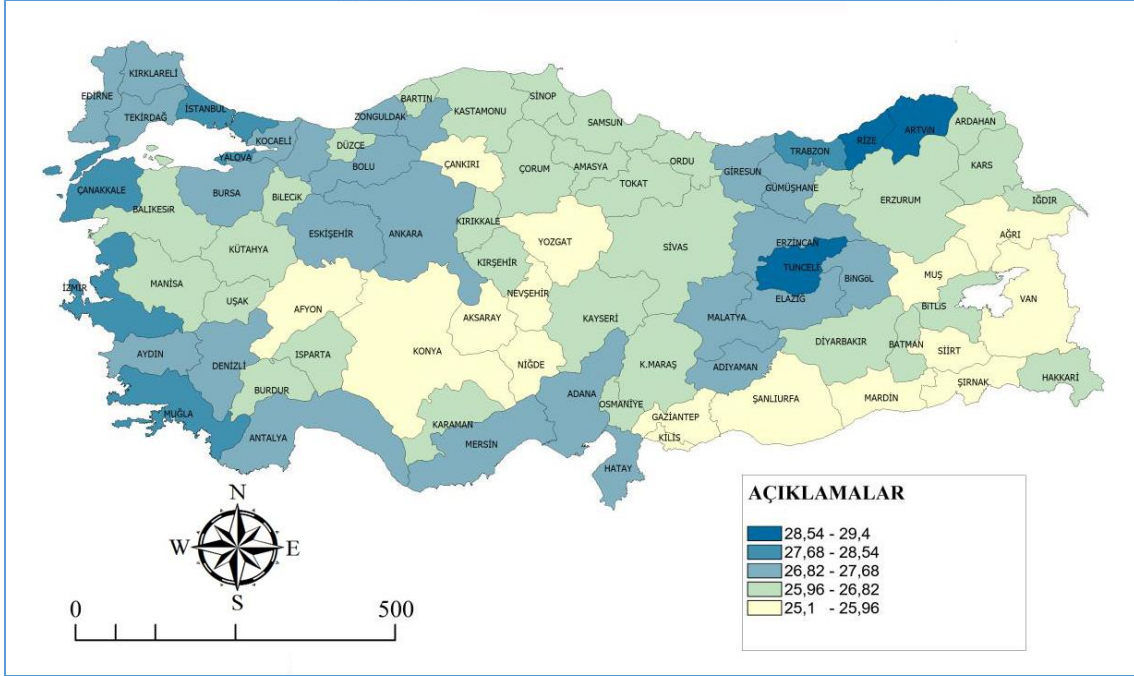 KIRKLARELİ
EDİRNE
TEKİRDAĞ
İSTANBUL
KOCAELİ
YALOVA
ÇANAKKALE
BALIKESİR
BURSA
BİLECİK
DÜZCE
BOLU
ZONGULDAK
BARTIN
KASTAMONU
SİNOP
SAMSUN
ÇANKIRI
ÇORUM
AMASYA
TOKAT
ORDU
GİRESUN
GÜMÜŞHANE
TRABZON
RİZE
ARTVİN
ARDAHAN
KARS
IĞDIR
ERZURUM
AĞRI
ESKİŞEHİR
ANKARA
KIRIKKALE
KIRŞEHİR
YOZGAT
SİVAS
ERZİNCAN
TUNCELİ
BİNGÖL
ELAZIĞ
MUŞ
BİTLİS
VAN
KÜTAHYA
MANİSA
UŞAK
İZMİR
AFYON
NEVŞEHİR
AKSARAY
KAYSERİ
MALATYA
DİYARBAKIR
BATMAN
SİİRT
ŞIRNAK
HAKKARİ
AYDIN
DENİZLİ
ISPARTA
BURDUR
KONYA
NİĞDE
K.MARAŞ
ADIYAMAN
ŞANLIURFA
MARDİN
MUĞLA
ANTALYA
KARAMAN
MERSİN
ADANA
OSMANİYE
GAZİANTEP
KİLİS
HATAY
N
W
E
S
0 500
AÇIKLAMALAR
28,54 - 29,4
27,68 - 28,54
26,82 - 27,68
25,96 - 26,82
25,1 - 25,96